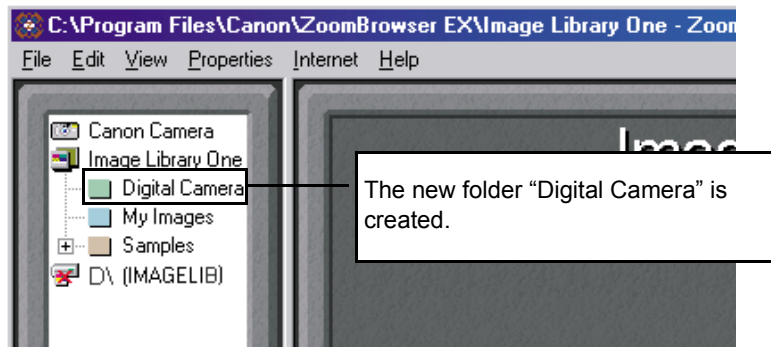 C:\Program Files\Canon\ZoomBrowser EX\Image Library One - Zoom
File Edit View Properties Internet Help
Canon Camera
Image Library One
Digital Camera
My Images
Samples
D\ (IMAGELIB)
The new folder “Digital Camera” is
created.